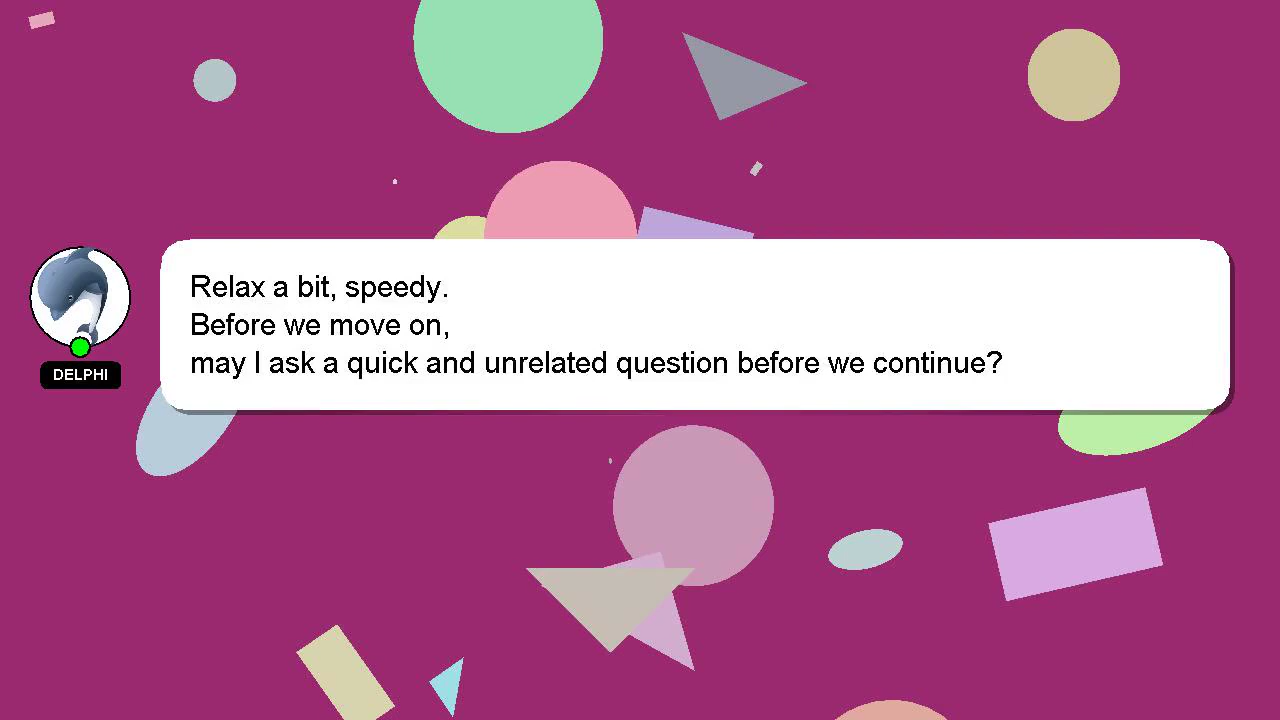 Relax a bit, speedy.
Before we move on,
may I ask a quick and unrelated question before we continue?
DELPHI